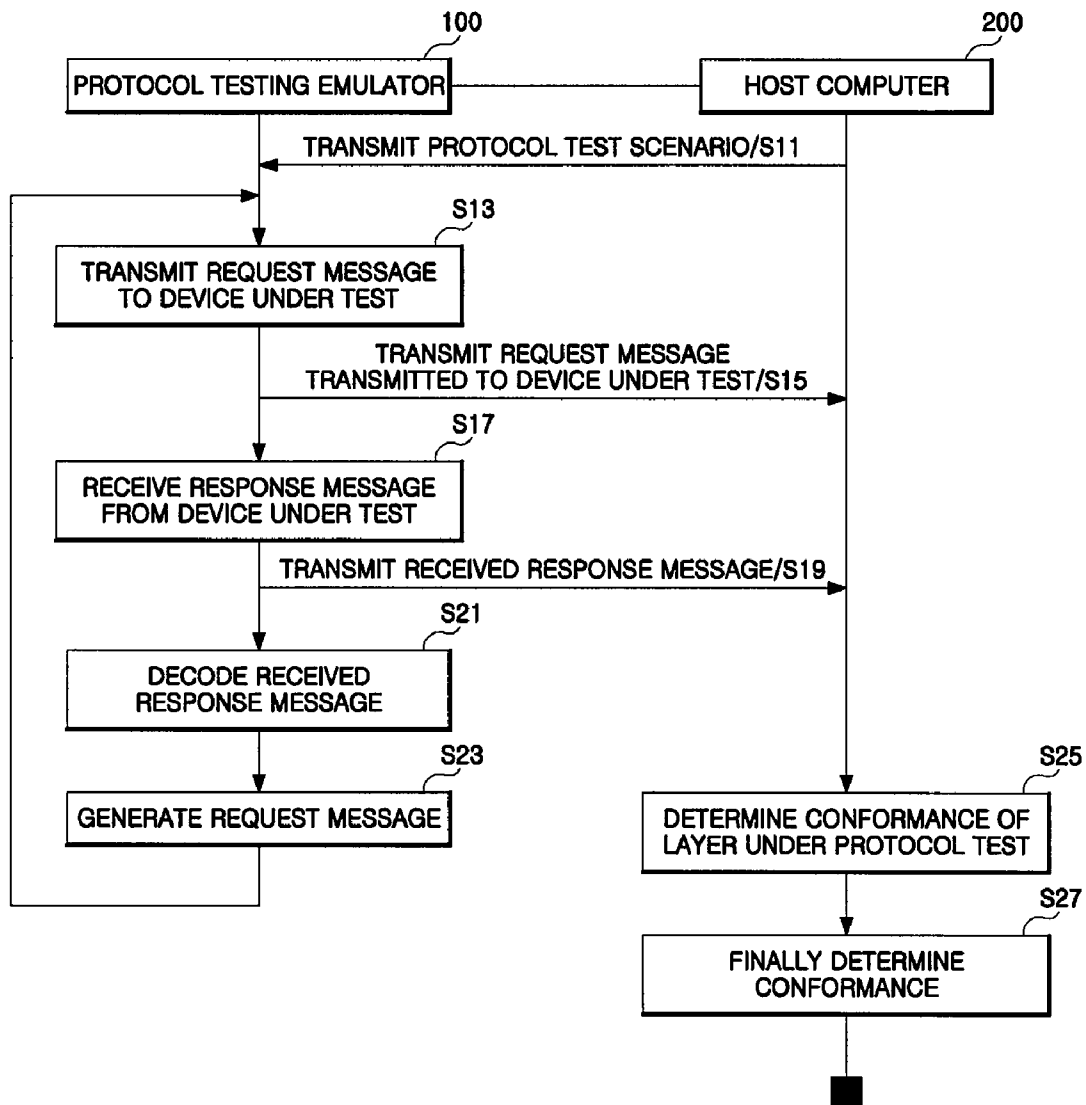 100
200
PROTOCOL TESTING EMULATOR
HOST COMPUTER
TRANSMIT PROTOCOL TEST SCENARIO/S11
S13
TRANSMIT REQUEST MESSAGE
TO DEVICE UNDER TEST
TRANSMIT REQUEST MESSAGE
TRANSMITTED TO DEVICE UNDER TEST/S15
S17
RECEIVE RESPONSE MESSAGE
FROM DEVICE UNDER TEST
TRANSMIT RECEIVED RESPONSE MESSAGE/S19
S21
DECODE RECEIVED
RESPONSE MESSAGE
S23
GENERATE REQUEST MESSAGE
S25
DETERMINE CONFORMANCE OF
LAYER UNDER PROTOCOL TEST
S27
FINALLY DETERMINE
CONFORMANCE